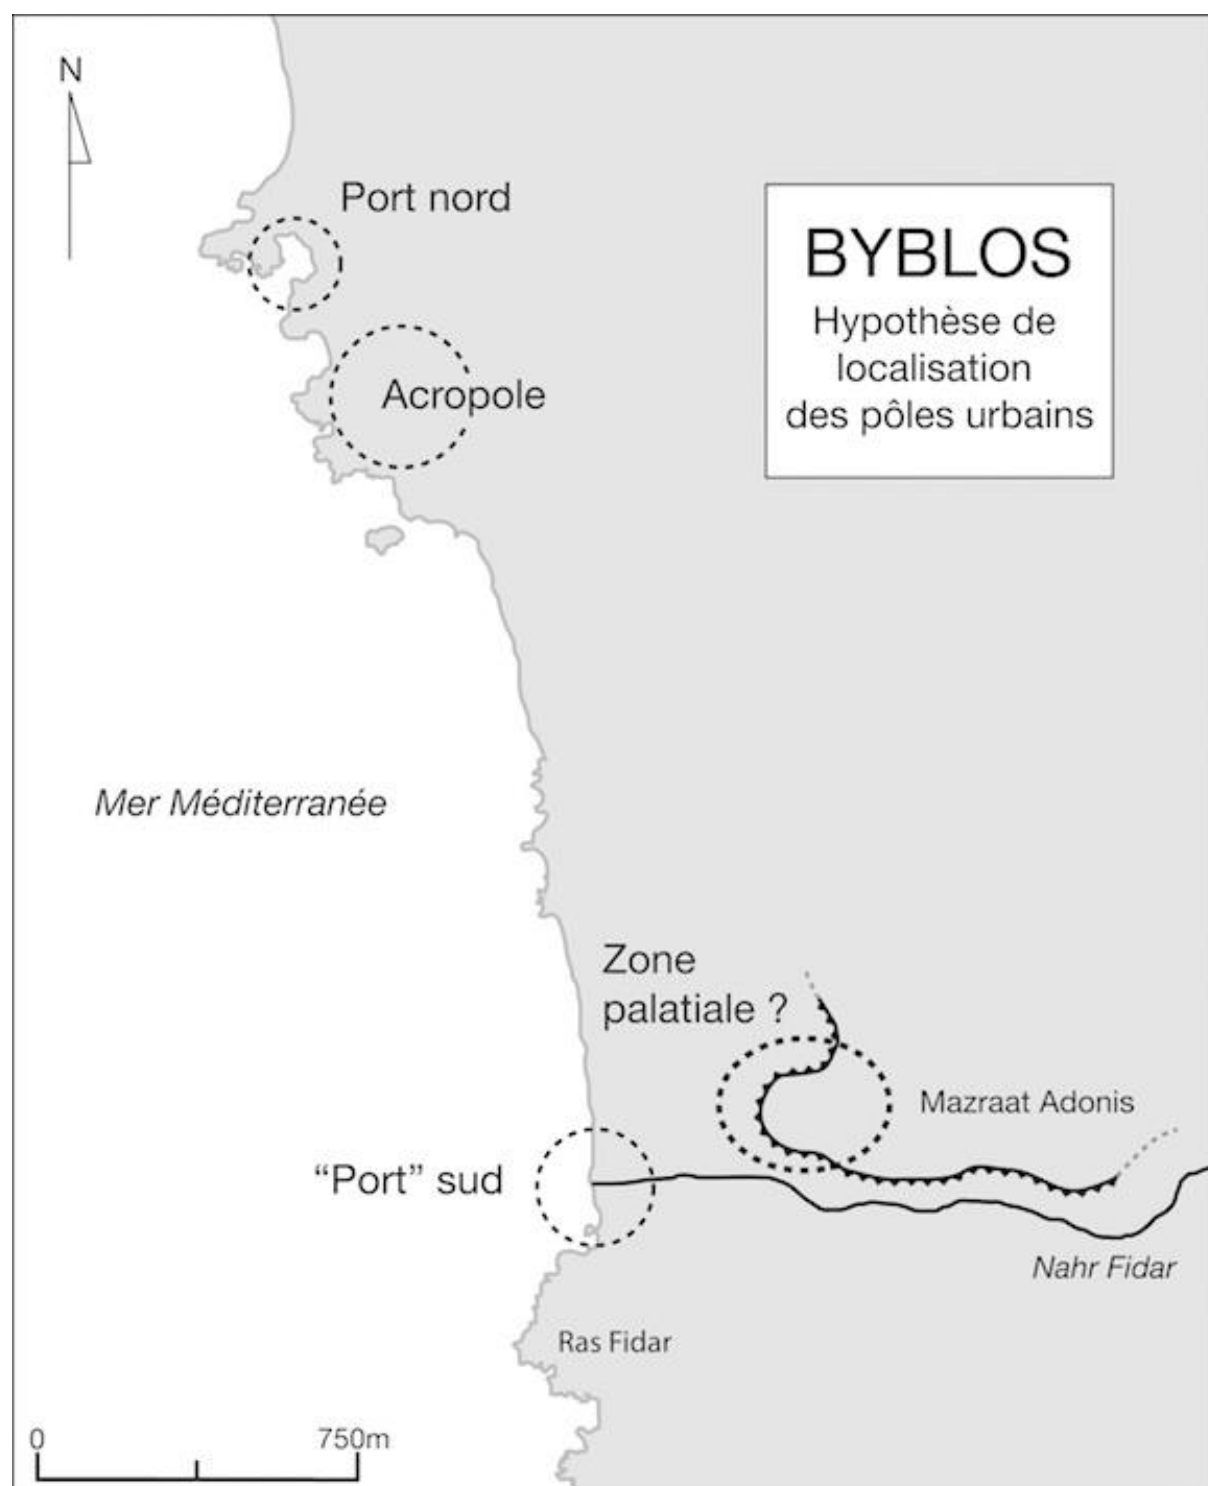 N
Port nord
BYBLOS
Hypothèse de
localisation
des pôles urbains
Acropole
Mer Méditerranée
Zone
palatiale ?
Mazraat Adonis
“Port” sud
Nahr Fidar
Ras Fidar
0
750m